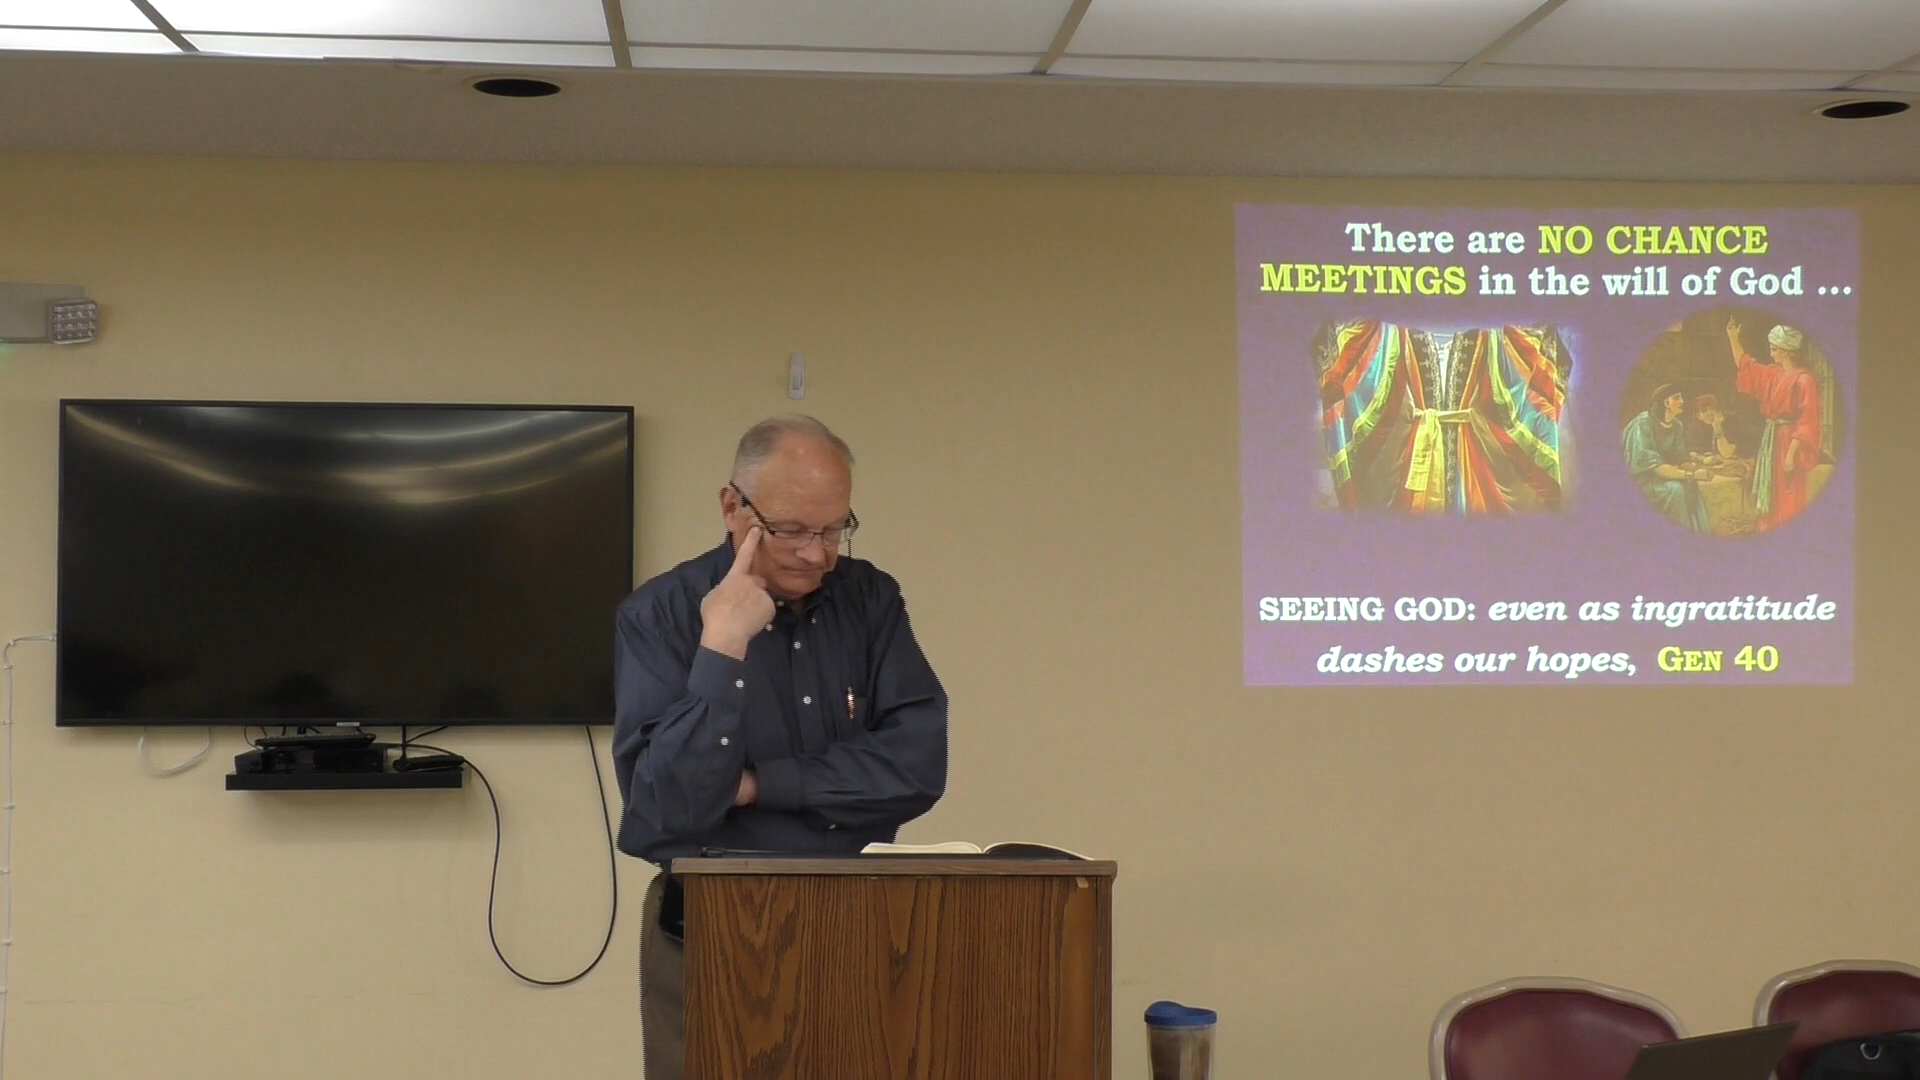 There are NO CHANCE
MEETINGS in the will of God ...
SEEING GOD: even as ingratitude
dashes our hopes, GEN 40